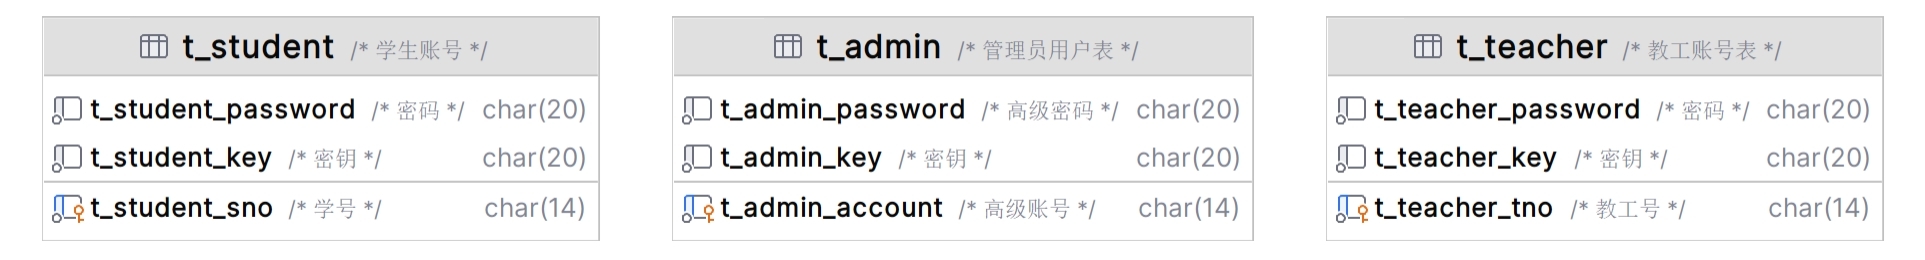 t_student /* 学生账号 */
t_student_password /* 密码 */ char(20)
t_student_key /* 密钥 */ char(20)
t_student_sno /* 学号 */ char(14)
t_admin /* 管理员用户表 */
t_admin_password /* 高级密码 */ char(20)
t_admin_key /* 密钥 */ char(20)
t_admin_account /* 高级账号 */ char(14)
t_teacher /* 教工账号表 */
t_teacher_password /* 密码 */ char(20)
t_teacher_key /* 密钥 */ char(20)
t_teacher_tno /* 教工号 */ char(14)